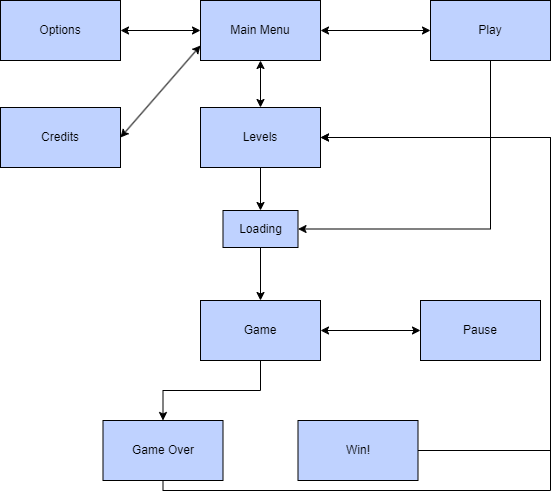 Options
Main Menu
Play
Credits
Levels
Loading
Game
Pause
Game Over
Win!